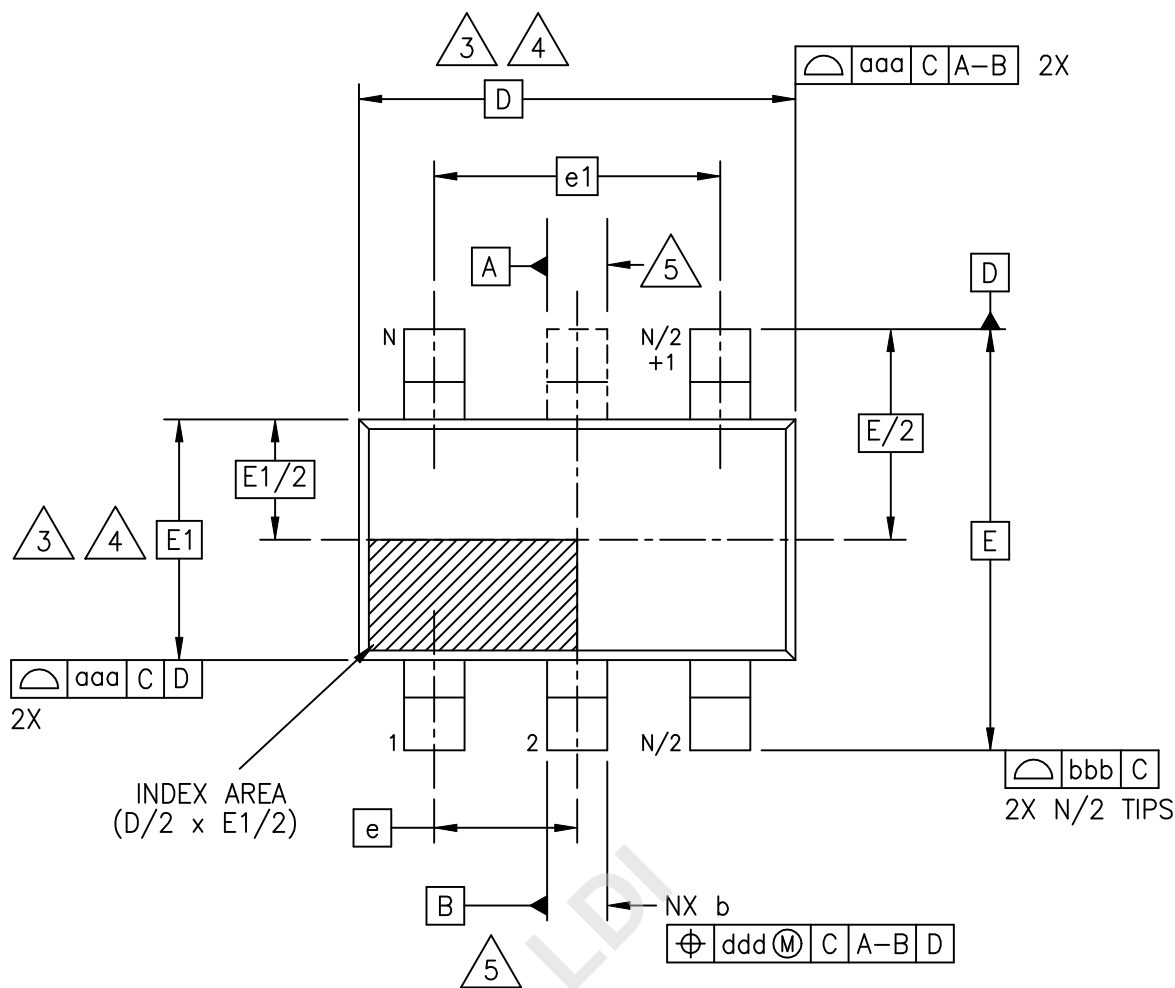 3 4
aaa C A-B 2X
D
e1
A
5
D
N
N/2
+1
E/2
E1/2
3 4 E1
E
aaa C D
2X
1
2
N/2
bbb C
2X N/2 TIPS
INDEX AREA
(D/2 x E1/2)
e
B
NX b
ddd Ⓜ C A-B D
5
LDI